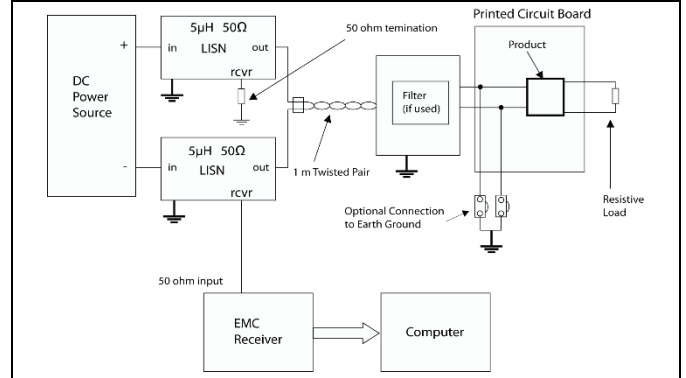 Printed Circuit Board
5µH 50Ω
LISN
in
out
rcvr
50 ohm temination
Product
+
DC
Power
Source
-
Filter
(if used)
5µH 50Ω
LISN
in
out
rcvr
1 m Twisted Pair
Optional Connection
to Earth Ground
Resistive
Load
50 ohm input
EMC
Receiver
Computer